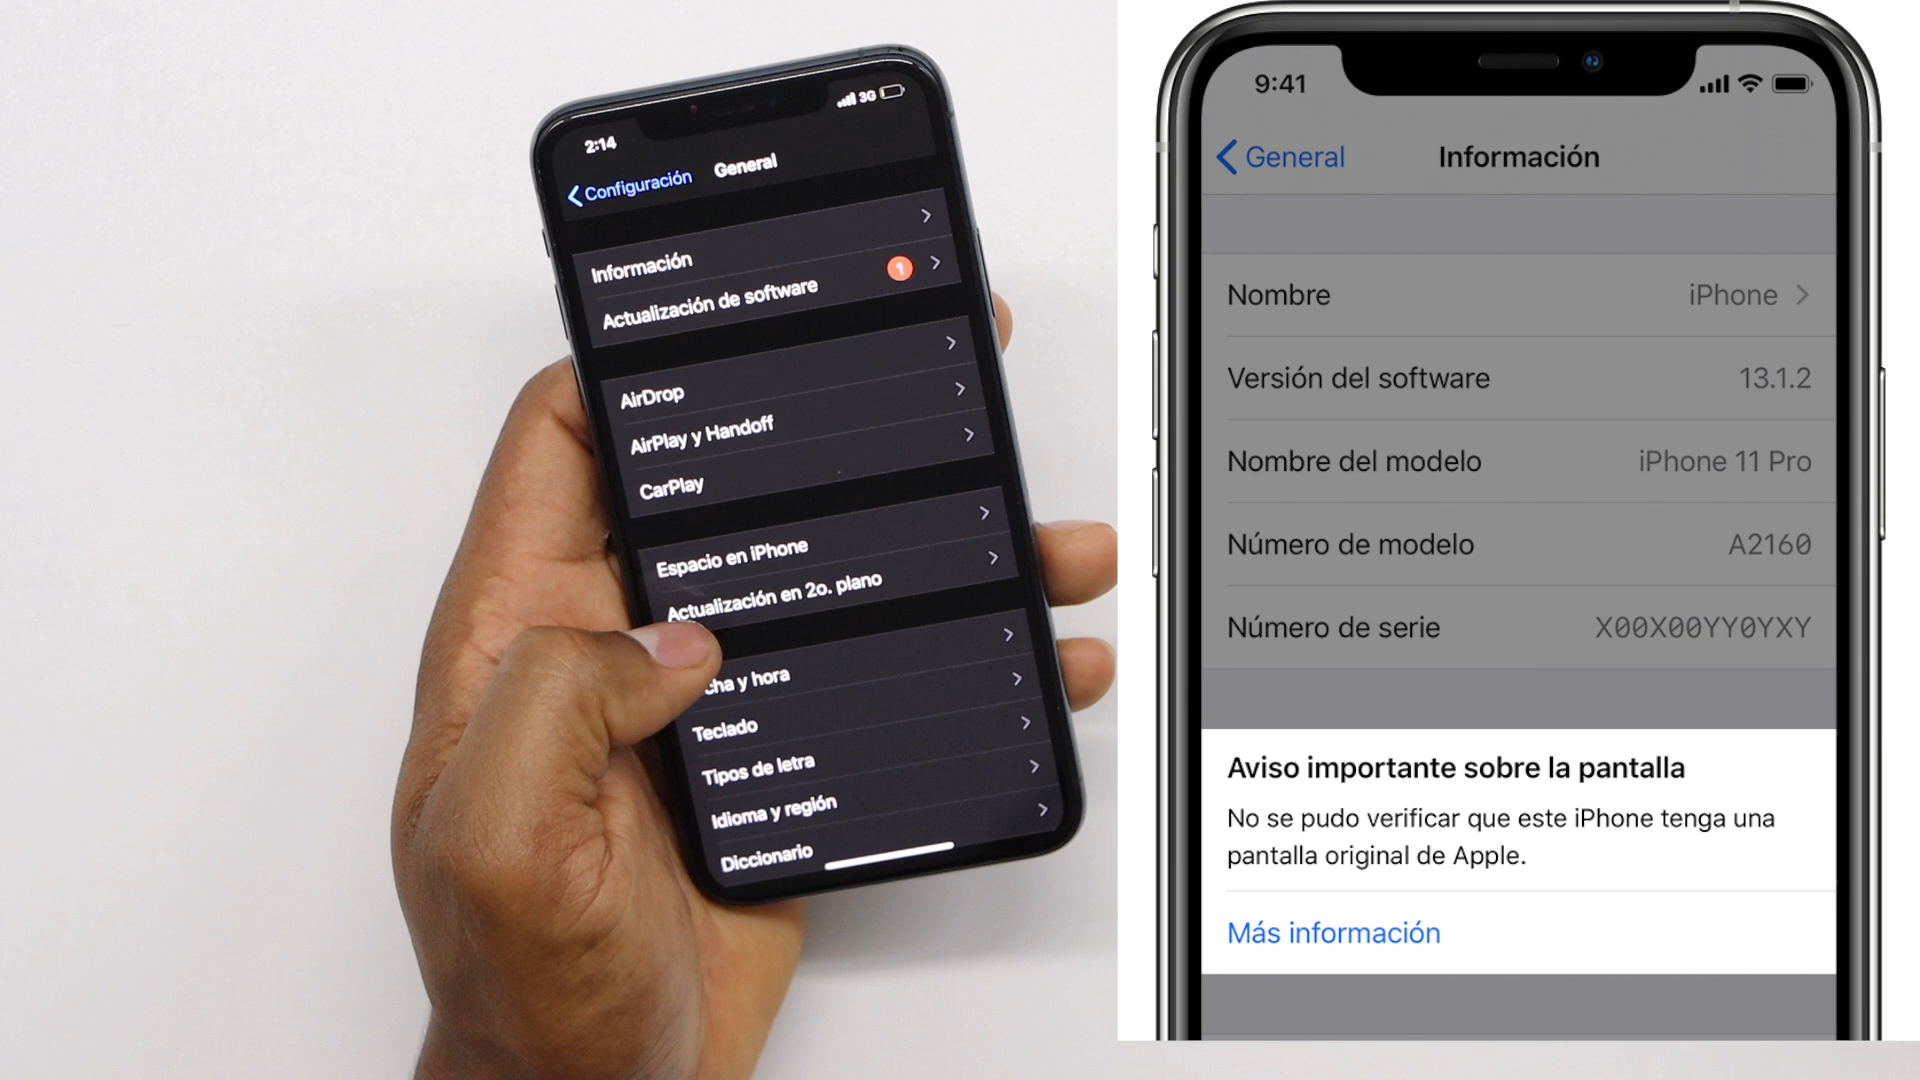 2:14
3G
Configuración
General
Información
Actualización de software
1
AirDrop
AirPlay y Handoff
CarPlay
Espacio en iPhone
Actualización en 2o. plano
cha y hora
Teclado
Tipos de letra
Idioma y región
Diccionario
9:41
General
Información
Nombre iPhone
Versión del software 13.1.2
Nombre del modelo iPhone 11 Pro
Número de modelo A2160
Número de serie X00X00YY0YXY
Aviso importante sobre la pantalla
No se pudo verificar que este iPhone tenga una
pantalla original de Apple.
Más información